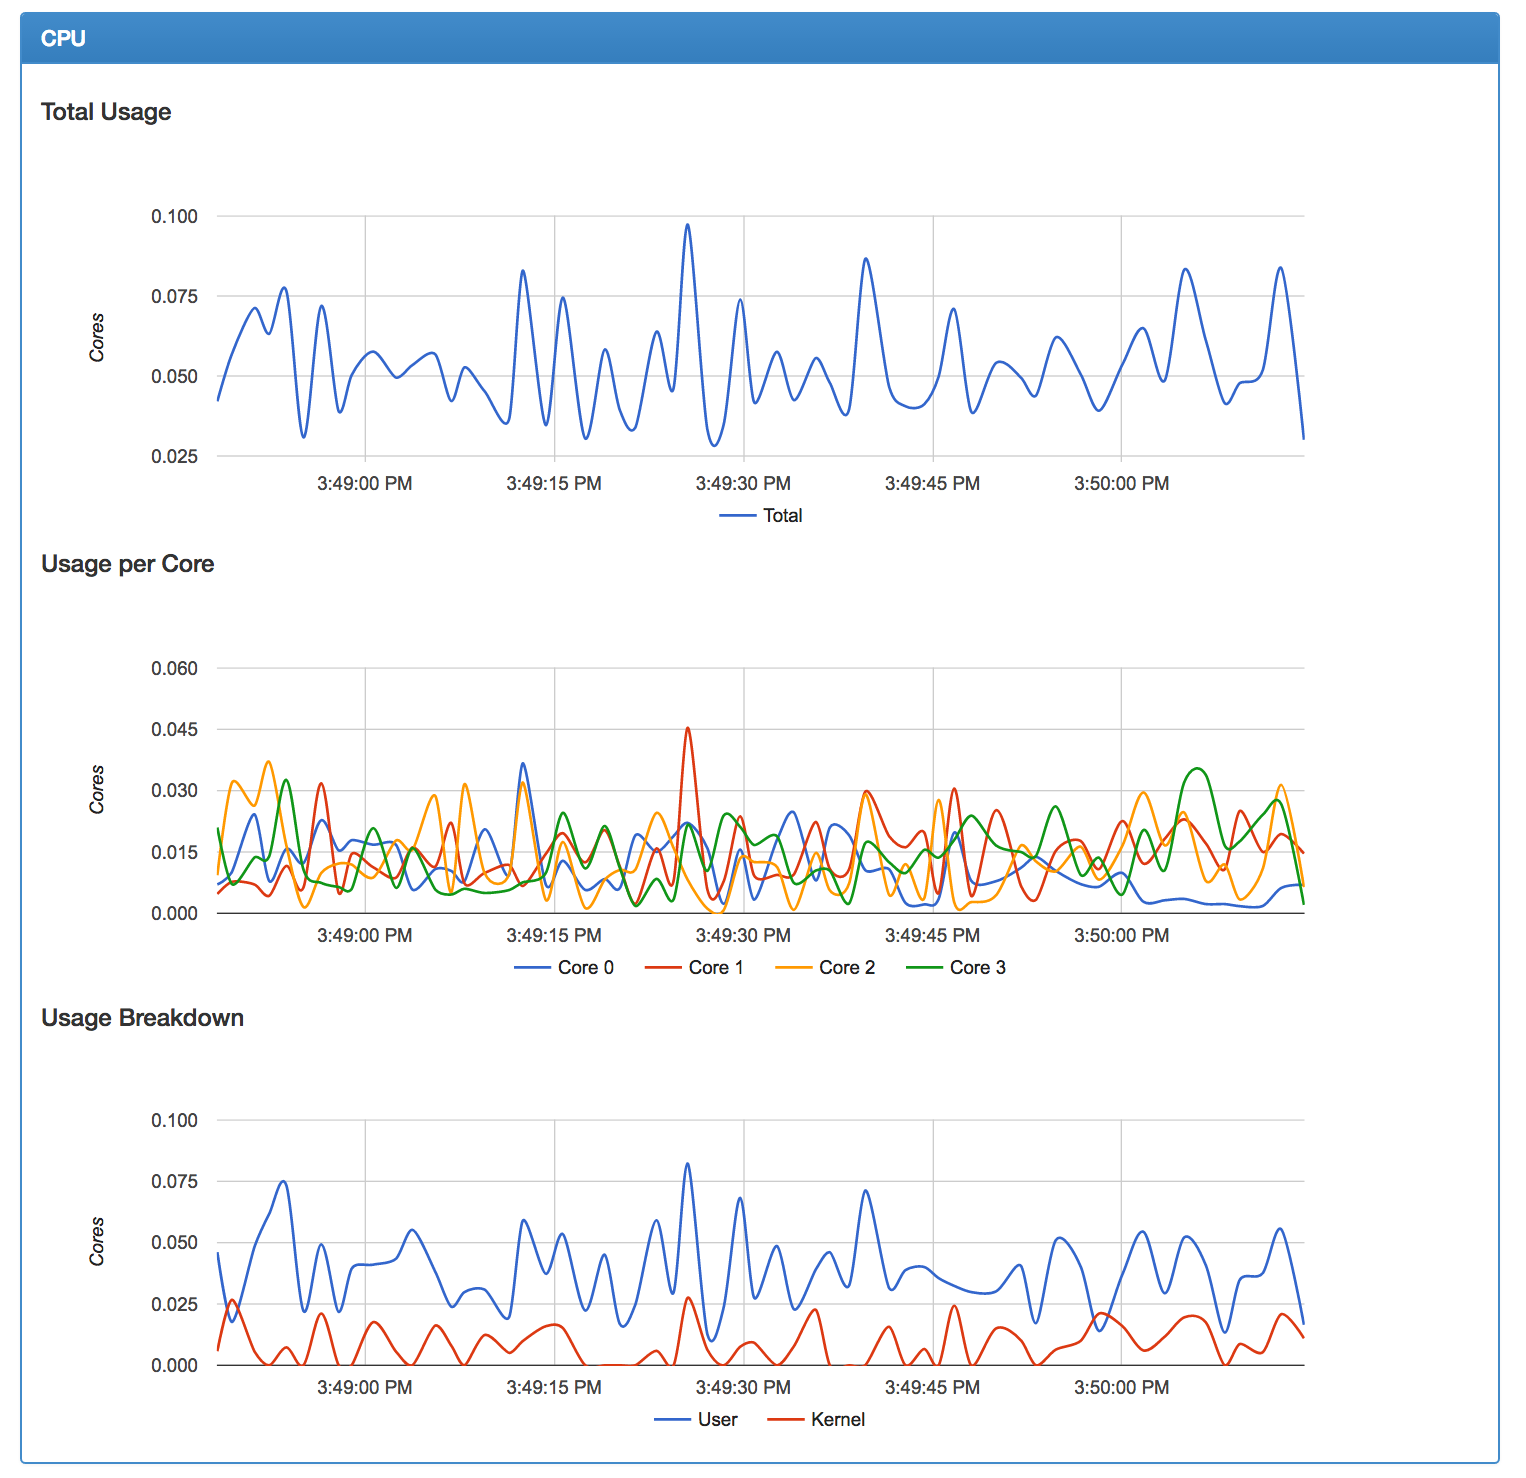 CPU
Total Usage
0.100
0.075
0.050
0.025
Cores
3:49:00 PM 3:49:15 PM 3:49:30 PM 3:49:45 PM 3:50:00 PM
Total
Usage per Core
0.060
0.045
0.030
0.015
0.000
Cores
3:49:00 PM 3:49:15 PM 3:49:30 PM 3:49:45 PM 3:50:00 PM
Core 0 Core 1 Core 2 Core 3
Usage Breakdown
0.100
0.075
0.050
0.025
0.000
Cores
3:49:00 PM 3:49:15 PM 3:49:30 PM 3:49:45 PM 3:50:00 PM
User Kernel